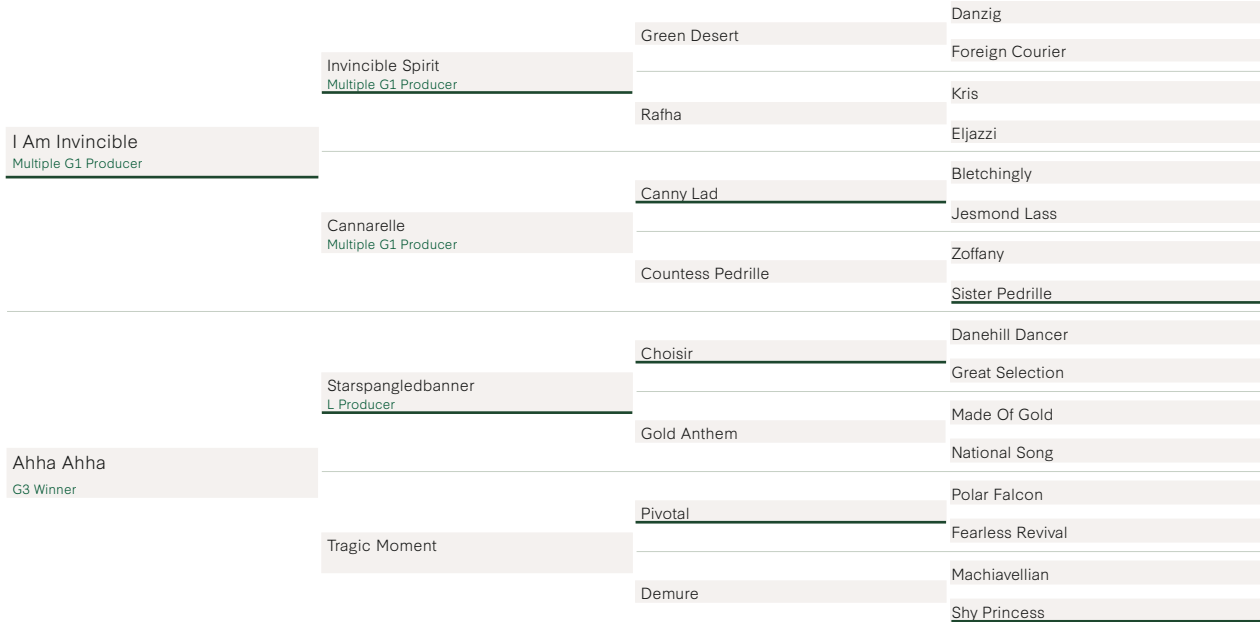 I Am Invincible
Multiple G1 Producer
Ahha Ahha
G3 Winner
Invincible Spirit
Multiple G1 Producer
Cannarelle
Multiple G1 Producer
Starspangledbanner
L Producer
Tragic Moment
Green Desert
Rafha
Canny Lad
Countess Pedrille
Choisir
Gold Anthem
Pivotal
Demure
Danzig
Foreign Courier
Kris
Eljazzi
Bletchingly
Jesmond Lass
Zoffany
Sister Pedrille
Danehill Dancer
Great Selection
Made Of Gold
National Song
Polar Falcon
Fearless Revival
Machiavellian
Shy Princess